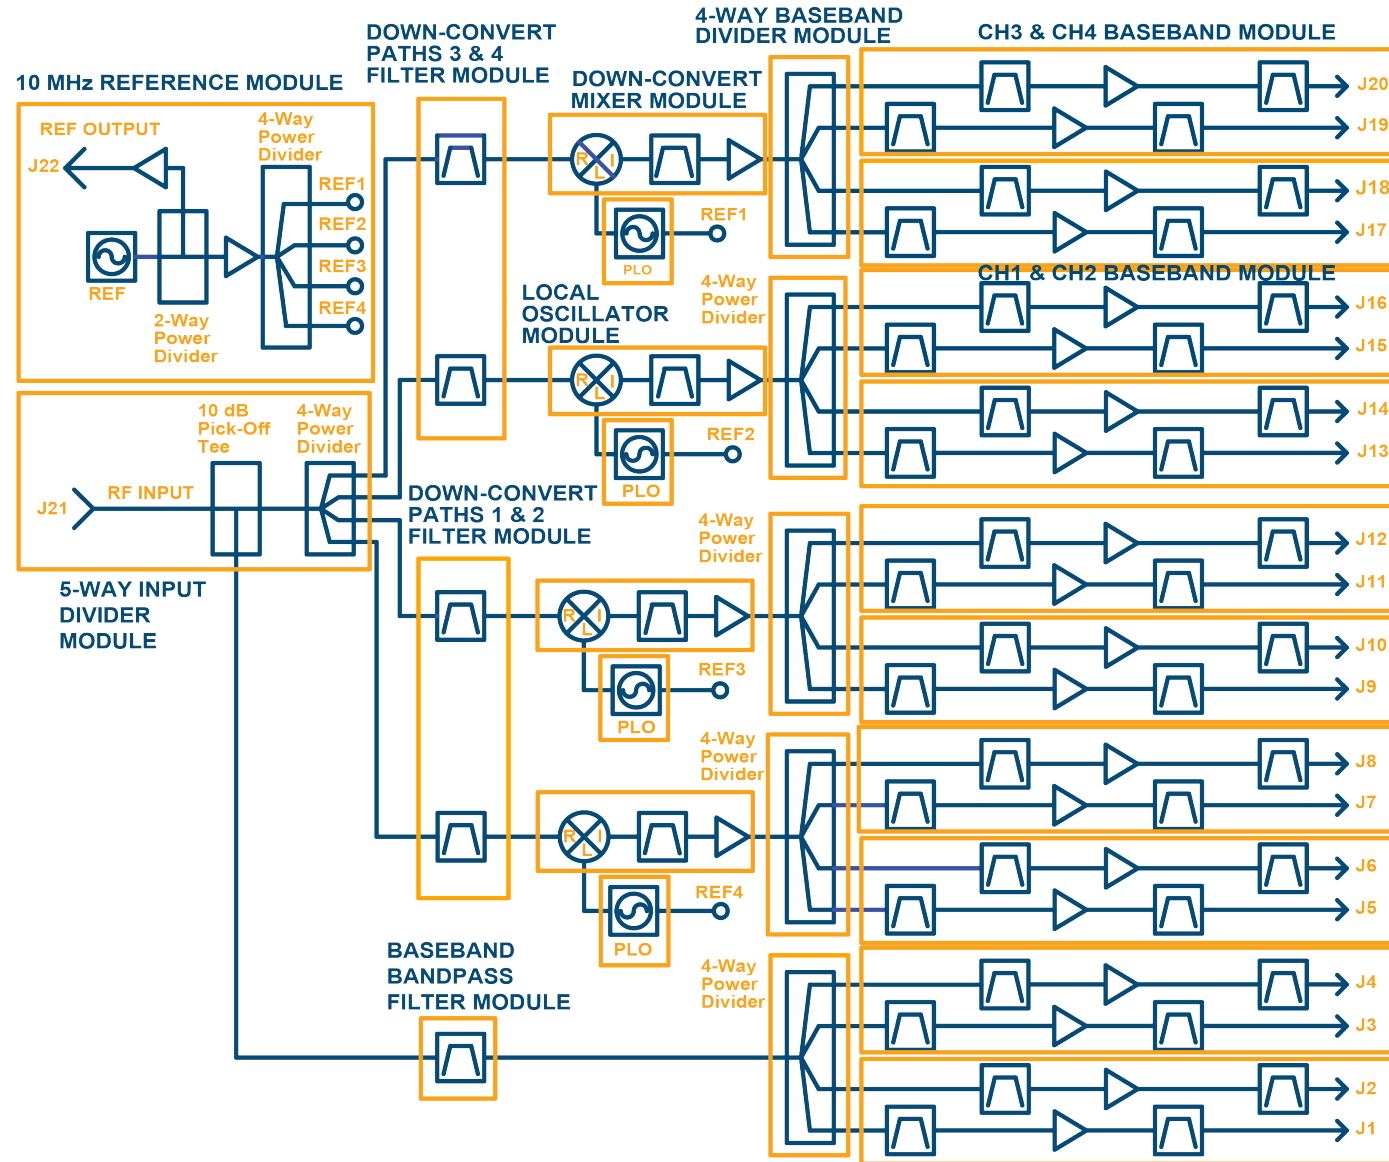 4-WAY BASEBAND
DIVIDER MODULE
CH3 & CH4 BASEBAND MODULE
DOWN-CONVERT
PATHS 3 & 4
FILTER MODULE
10 MHz REFERENCE MODULE
DOWN-CONVERT
MIXER MODULE
REF OUTPUT
4-Way
Power
Divider
J22
REF1
REF2
REF3
REF4
REF
2-Way
Power
Divider
R
I
L
REF1
PLO
J20
J19
J18
J17
LOCAL
OSCILLATOR
MODULE
4-Way
Power
Divider
CH1 & CH2 BASEBAND MODULE
R
I
L
REF2
PLO
J16
J15
J14
J13
10 dB
Pick-Off
Tee
4-Way
Power
Divider
J21
RF INPUT
5-WAY INPUT
DIVIDER
MODULE
DOWN-CONVERT
PATHS 1 & 2
FILTER MODULE
4-Way
Power
Divider
R
I
L
REF3
PLO
J12
J11
J10
J9
4-Way
Power
Divider
R
I
L
REF4
PLO
J8
J7
J6
J5
BASEBAND
BANDPASS
FILTER MODULE
4-Way
Power
Divider
J4
J3
J2
J1